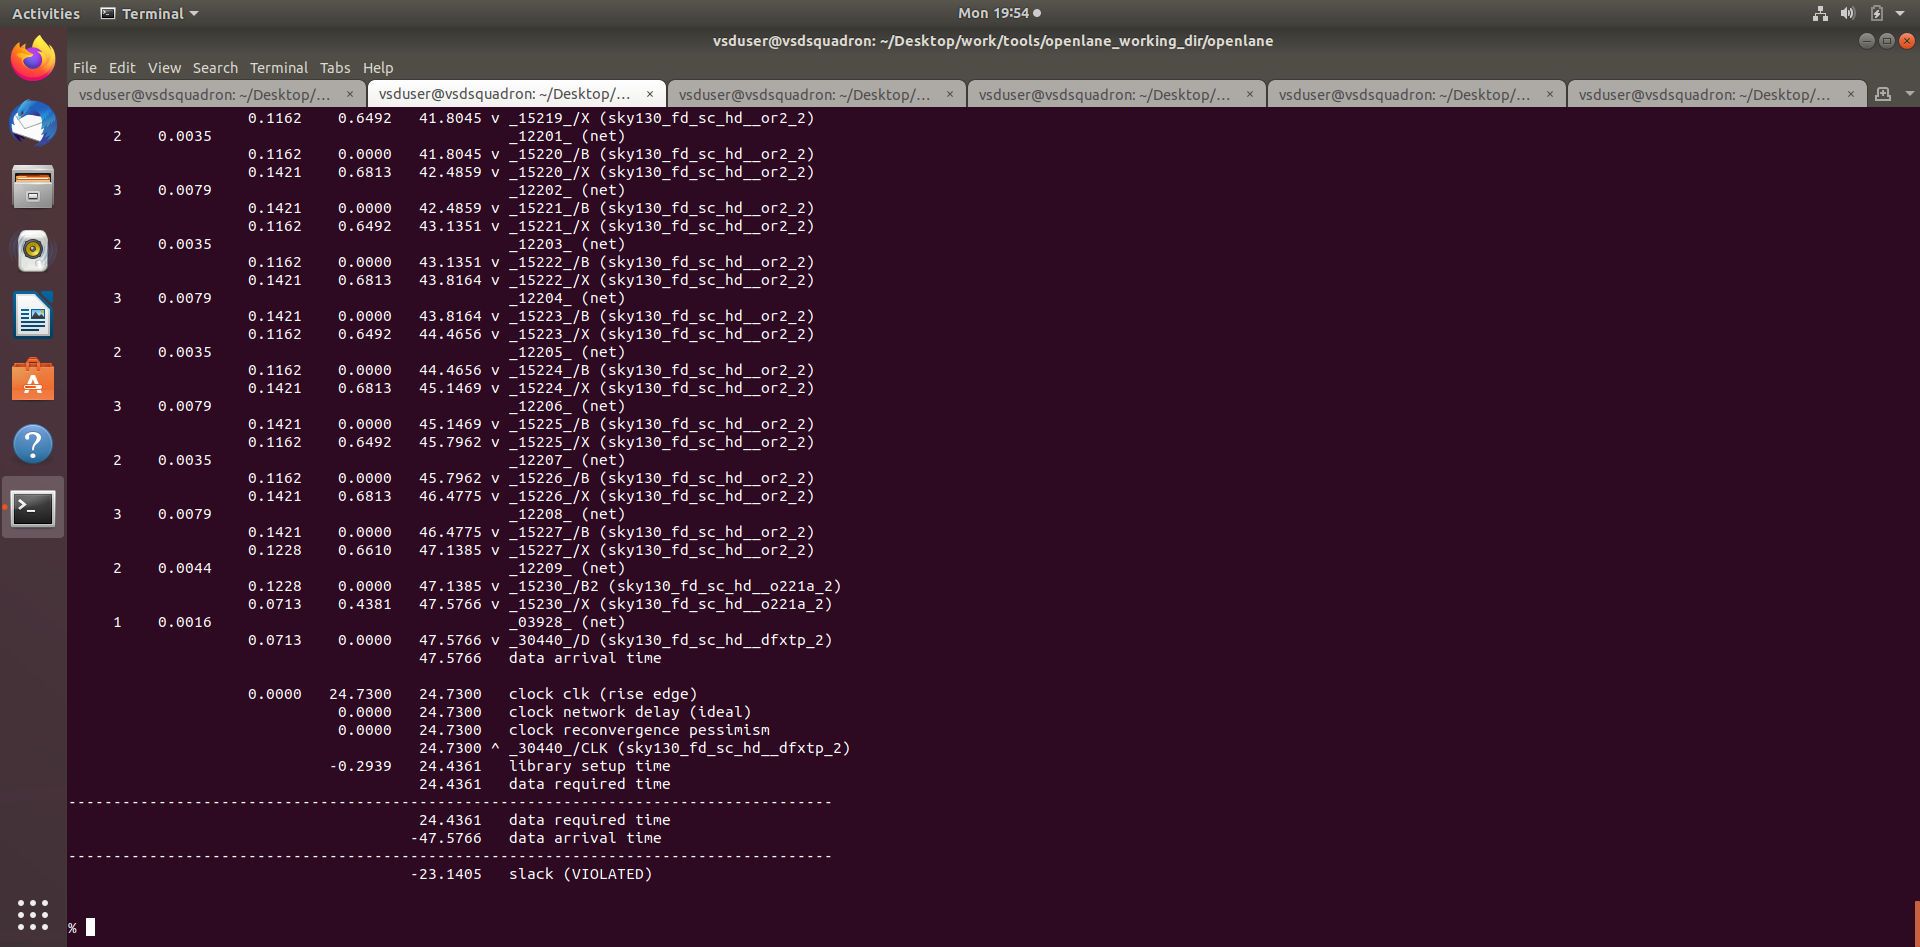 Activities Terminal Mon 19:54
vsduser@vsdsquadron: ~/Desktop/work/tools/openlane_working_dir/openlane
File Edit View Search Terminal Tabs Help
vsduser@vsdsquadron: ~/Desktop/... × vsduser@vsdsquadron: ~/Desktop/... × vsduser@vsdsquadron: ~/Desktop/... × vsduser@vsdsquadron: ~/Desktop/... × vsduser@vsdsquadron: ~/Desktop/... × vsduser@vsdsquadron: ~/Desktop/... ×
0.1162 0.6492 41.8045 v _15219_/X (sky130_fd_sc_hd__or2_2)
2 0.0035 _12201_ (net)
0.1162 0.0000 41.8045 v _15220_/B (sky130_fd_sc_hd__or2_2)
0.1421 0.6813 42.4859 v _15220_/X (sky130_fd_sc_hd__or2_2)
3 0.0079 _12202_ (net)
0.1421 0.0000 42.4859 v _15221_/B (sky130_fd_sc_hd__or2_2)
0.1162 0.6492 43.1351 v _15221_/X (sky130_fd_sc_hd__or2_2)
2 0.0035 _12203_ (net)
0.1162 0.0000 43.1351 v _15222_/B (sky130_fd_sc_hd__or2_2)
0.1421 0.6813 43.8164 v _15222_/X (sky130_fd_sc_hd__or2_2)
3 0.0079 _12204_ (net)
0.1421 0.0000 43.8164 v _15223_/B (sky130_fd_sc_hd__or2_2)
0.1162 0.6492 44.4656 v _15223_/X (sky130_fd_sc_hd__or2_2)
2 0.0035 _12205_ (net)
0.1162 0.0000 44.4656 v _15224_/B (sky130_fd_sc_hd__or2_2)
0.1421 0.6813 45.1469 v _15224_/X (sky130_fd_sc_hd__or2_2)
3 0.0079 _12206_ (net)
0.1421 0.0000 45.1469 v _15225_/B (sky130_fd_sc_hd__or2_2)
0.1162 0.6492 45.7962 v _15225_/X (sky130_fd_sc_hd__or2_2)
2 0.0035 _12207_ (net)
0.1162 0.0000 45.7962 v _15226_/B (sky130_fd_sc_hd__or2_2)
0.1421 0.6813 46.4775 v _15226_/X (sky130_fd_sc_hd__or2_2)
3 0.0079 _12208_ (net)
0.1421 0.0000 46.4775 v _15227_/B (sky130_fd_sc_hd__or2_2)
0.1228 0.6610 47.1385 v _15227_/X (sky130_fd_sc_hd__or2_2)
2 0.0044 _12209_ (net)
0.1228 0.0000 47.1385 v _15230_/B2 (sky130_fd_sc_hd__o221a_2)
0.0713 0.4381 47.5766 v _15230_/X (sky130_fd_sc_hd__o221a_2)
1 0.0016 _03928_ (net)
0.0713 0.0000 47.5766 v _30440_/D (sky130_fd_sc_hd__dfxtp_2)
47.5766 data arrival time
0.0000 24.7300 24.7300 clock clk (rise edge)
0.0000 24.7300 clock network delay (ideal)
0.0000 24.7300 clock reconvergence pessimism
24.7300 ^ _30440_/CLK (sky130_fd_sc_hd__dfxtp_2)
-0.2939 24.4361 library setup time
24.4361 data required time
-------------------------------------------------------------------------------------
24.4361 data required time
-47.5766 data arrival time
-------------------------------------------------------------------------------------
-23.1405 slack (VIOLATED)
%